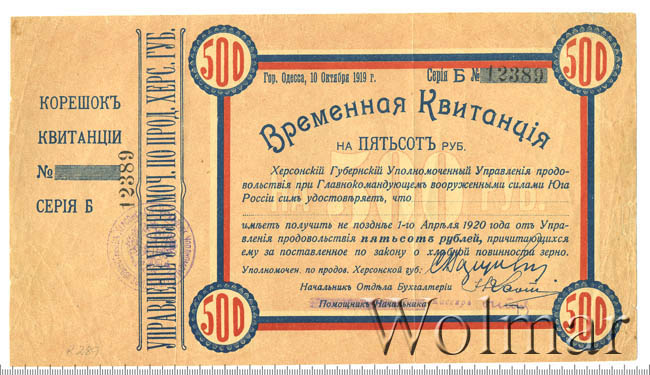 КОРЕШОКЪ
КВИТАНЦІИ
№
СЕРІЯ Б
12389
УПРАВЛЕНІЕ УПОЛНОМОЧ. ПО ПРОД. ХЕРС. ГУБ.
500
500
Гор. Одесса, 10 Октября 1919 г.
Серія Б № 12389
Временная Квитанція
НА ПЯТЬСОТЪ РУБ.
Херсонскій Губернскій Уполномоченный Управленія продо-
вольствія при Главнокомандующемъ вооруженными силами Юга
Россіи симъ удостовѣряетъ, что
имѣетъ получить не позднѣе 1-го Апрѣля 1920 года отъ Упра-
вленія продовольствія пятьсотъ рублей, причитающихся
ему за поставленное по закону о хлѣбной повинности зерно.
Уполномочен. по продов. Херсонской губ:
Начальникъ Отдѣла Бухгалтеріи
Помощникъ Начальника
500
500
Wolmar